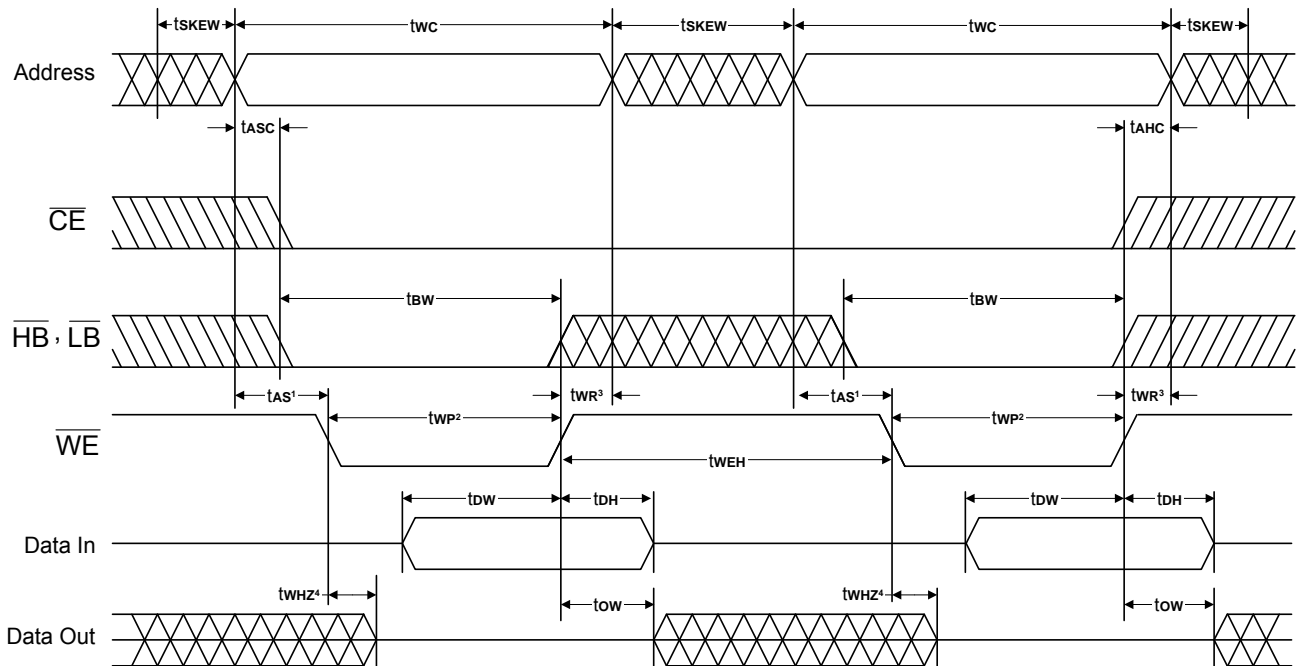 tSKEW tWC tSKEW tWC tSKEW
Address
tASC tAHC
CE
tBW tBW
HB , LB
tAS¹ tWR³ tAS¹ tWR³
tWP² tWP²
WE
tWEH
tDW tDH tDW tDH
Data In
tWHZ⁴ tOW tWHZ⁴ tOW
Data Out